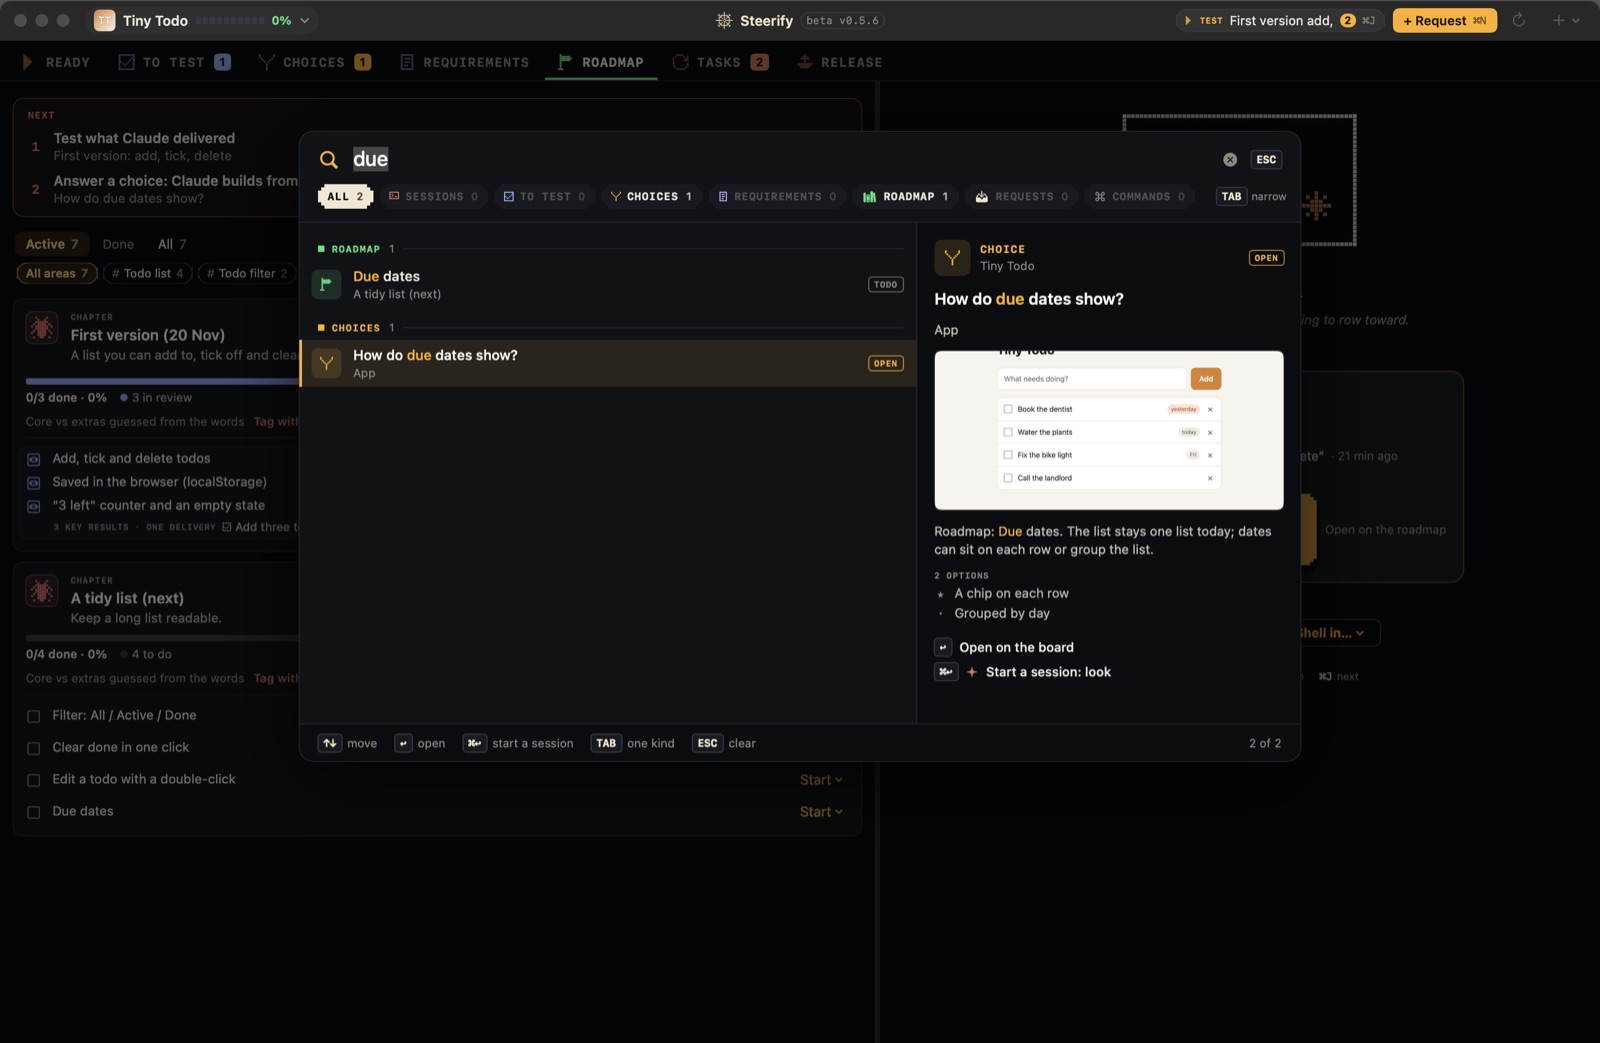 TT Tiny Todo 0% Steerify beta v0.5.6 TEST First version add, 2 ⌘J + Request ⌘N
READY TO TEST 1 CHOICES 1 REQUIREMENTS ROADMAP TASKS 2 RELEASE
NEXT
1 Test what Claude delivered
First version: add, tick, delete
2 Answer a choice: Claude builds from
How do due dates show?
Active 7 Done All 7
All areas 7 # Todo list 4 # Todo filter 2
CHAPTER
First version (20 Nov)
A list you can add to, tick off and clea
0/3 done · 0% 3 in review
Core vs extras guessed from the words Tag with
Add, tick and delete todos
Saved in the browser (localStorage)
"3 left" counter and an empty state
3 KEY RESULTS · ONE DELIVERY Add three t
CHAPTER
A tidy list (next)
Keep a long list readable.
0/4 done · 0% 4 to do
Core vs extras guessed from the words Tag with
Filter: All / Active / Done
Clear done in one click
Edit a todo with a double-click Start
Due dates Start
due ESC
ALL 2 SESSIONS 0 TO TEST 0 CHOICES 1 REQUIREMENTS 0 ROADMAP 1 REQUESTS 0 COMMANDS 0 TAB narrow
ROADMAP 1
Due dates TODO
A tidy list (next)
CHOICES 1
How do due dates show? OPEN
App
CHOICE
Tiny Todo OPEN
How do due dates show?
App
Tiny Todo
What needs doing? Add
Book the dentist yesterday ×
Water the plants today ×
Fix the bike light Fri ×
Call the landlord ×
Roadmap: Due dates. The list stays one list today; dates
can sit on each row or group the list.
2 OPTIONS
★ A chip on each row
· Grouped by day
↵ Open on the board
⌘↵ Start a session: look
↑↓ move ↵ open ⌘↵ start a session TAB one kind ESC clear 2 of 2
ing to row toward.
ete” · 21 min ago
Open on the roadmap
Shell in...
⌘J next